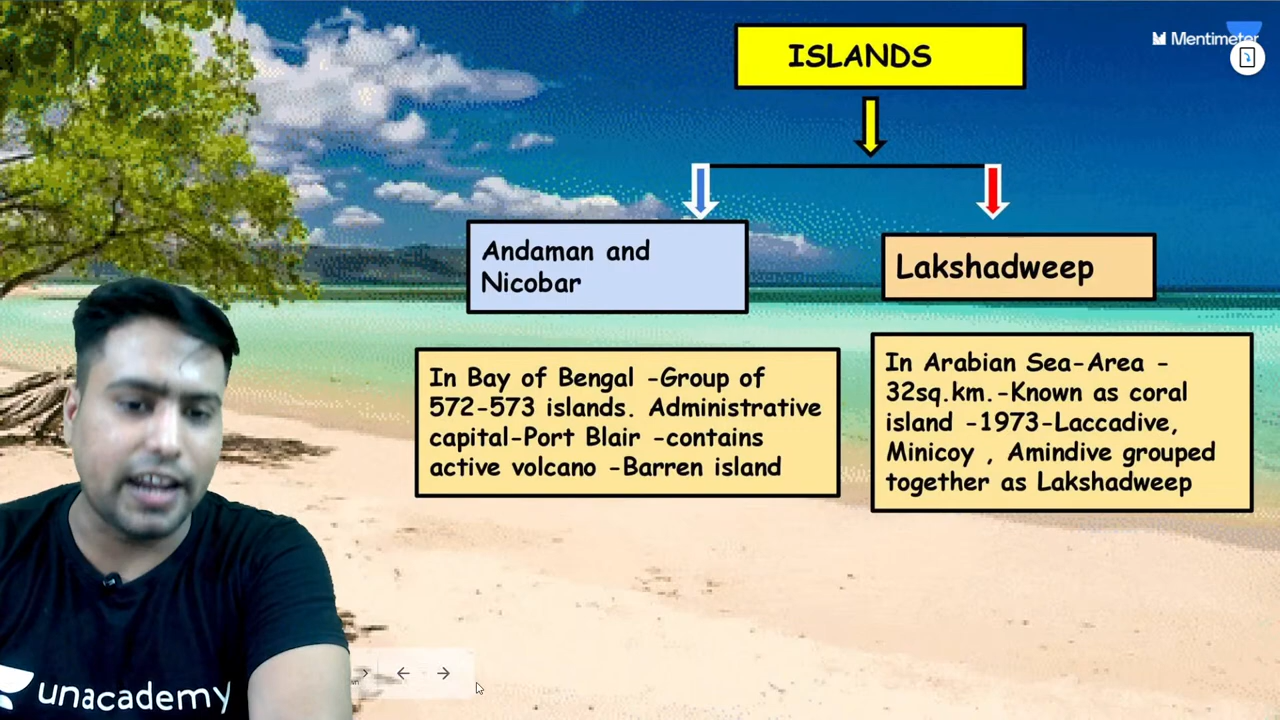 ISLANDS
Mentimeter
Andaman and
Nicobar
Lakshadweep
In Bay of Bengal -Group of
572-573 islands. Administrative
capital-Port Blair -contains
active volcano -Barren island
In Arabian Sea-Area -
32sq.km.-Known as coral
island -1973-Laccadive,
Minicoy , Amindive grouped
together as Lakshadweep
unacademy